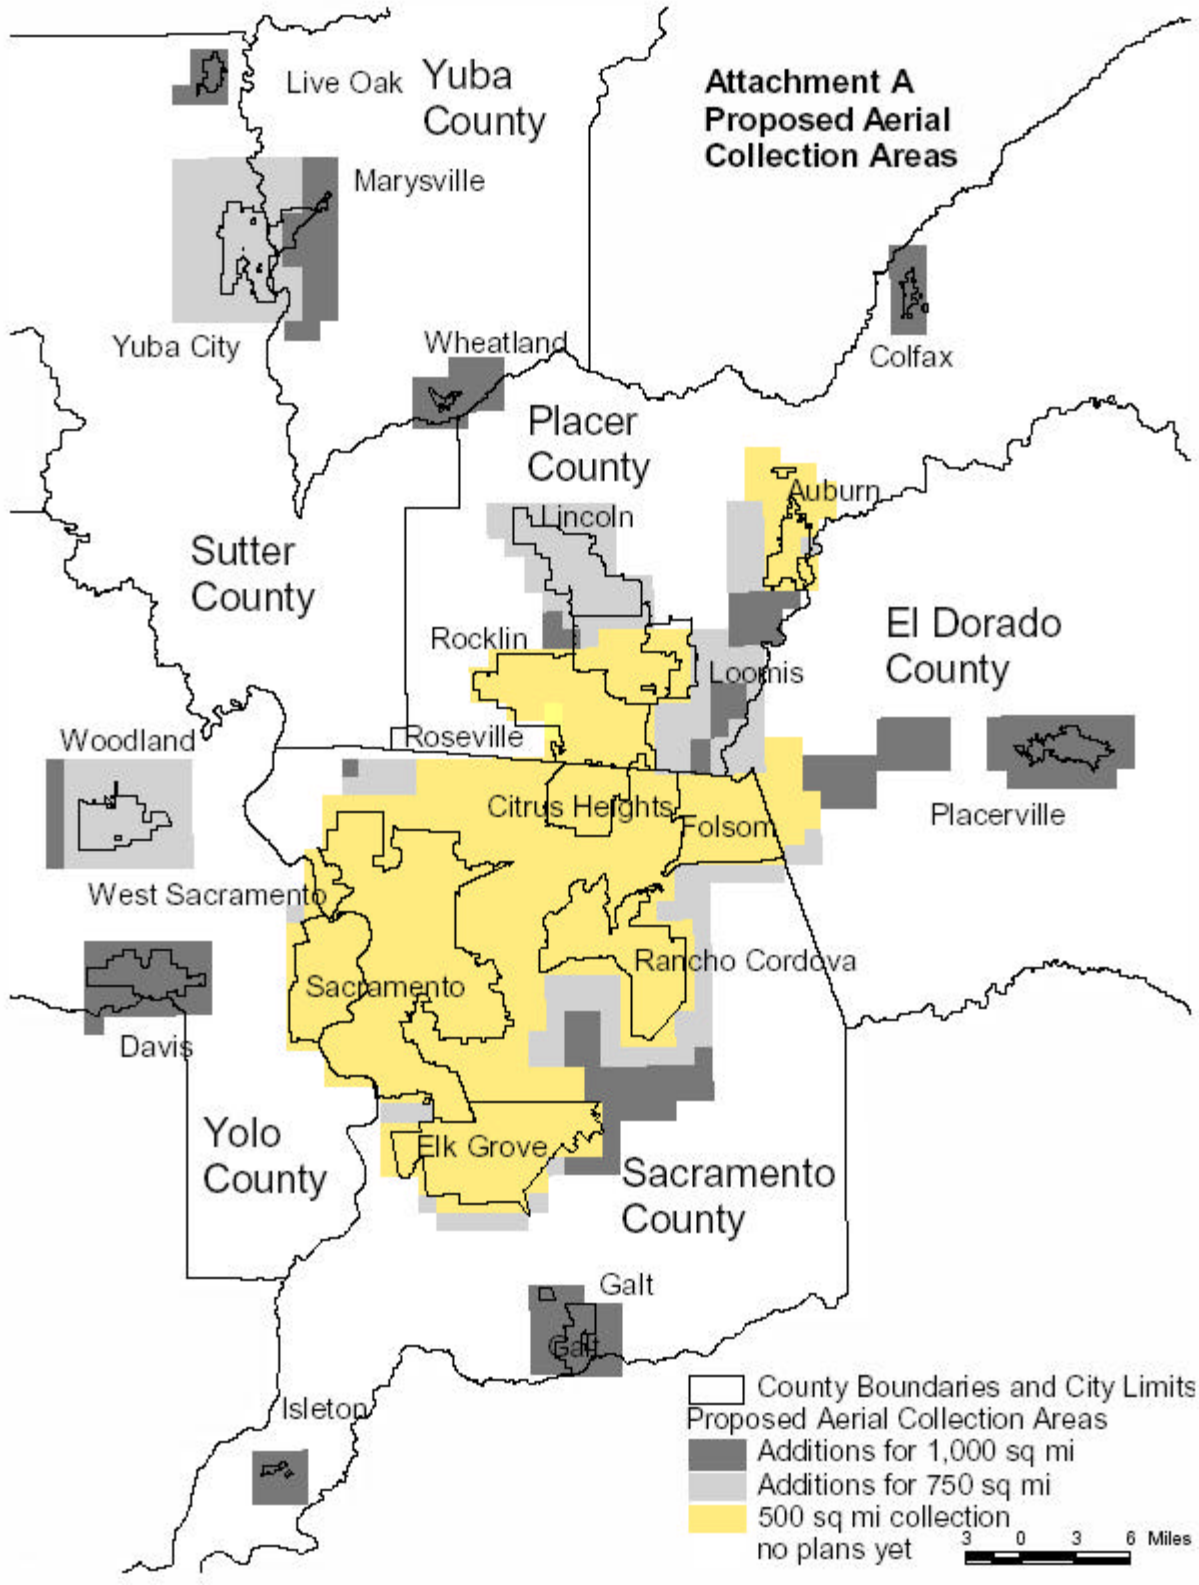 Live Oak
Yuba
County
Attachment A
Proposed Aerial
Collection Areas
Marysville
Yuba City
Wheatland
Colfax
Placer
County
Auburn
Lincoln
Sutter
County
El Dorado
County
Rocklin
Loomis
Woodland
Roseville
Citrus Heights
Folsom
Placerville
West Sacramento
Rancho Cordova
Sacramento
Davis
Yolo
County
Elk Grove
Sacramento
County
Galt
Galt
Isleton
County Boundaries and City Limits
Proposed Aerial Collection Areas
Additions for 1,000 sq mi
Additions for 750 sq mi
500 sq mi collection
no plans yet
3 0 3 6 Miles